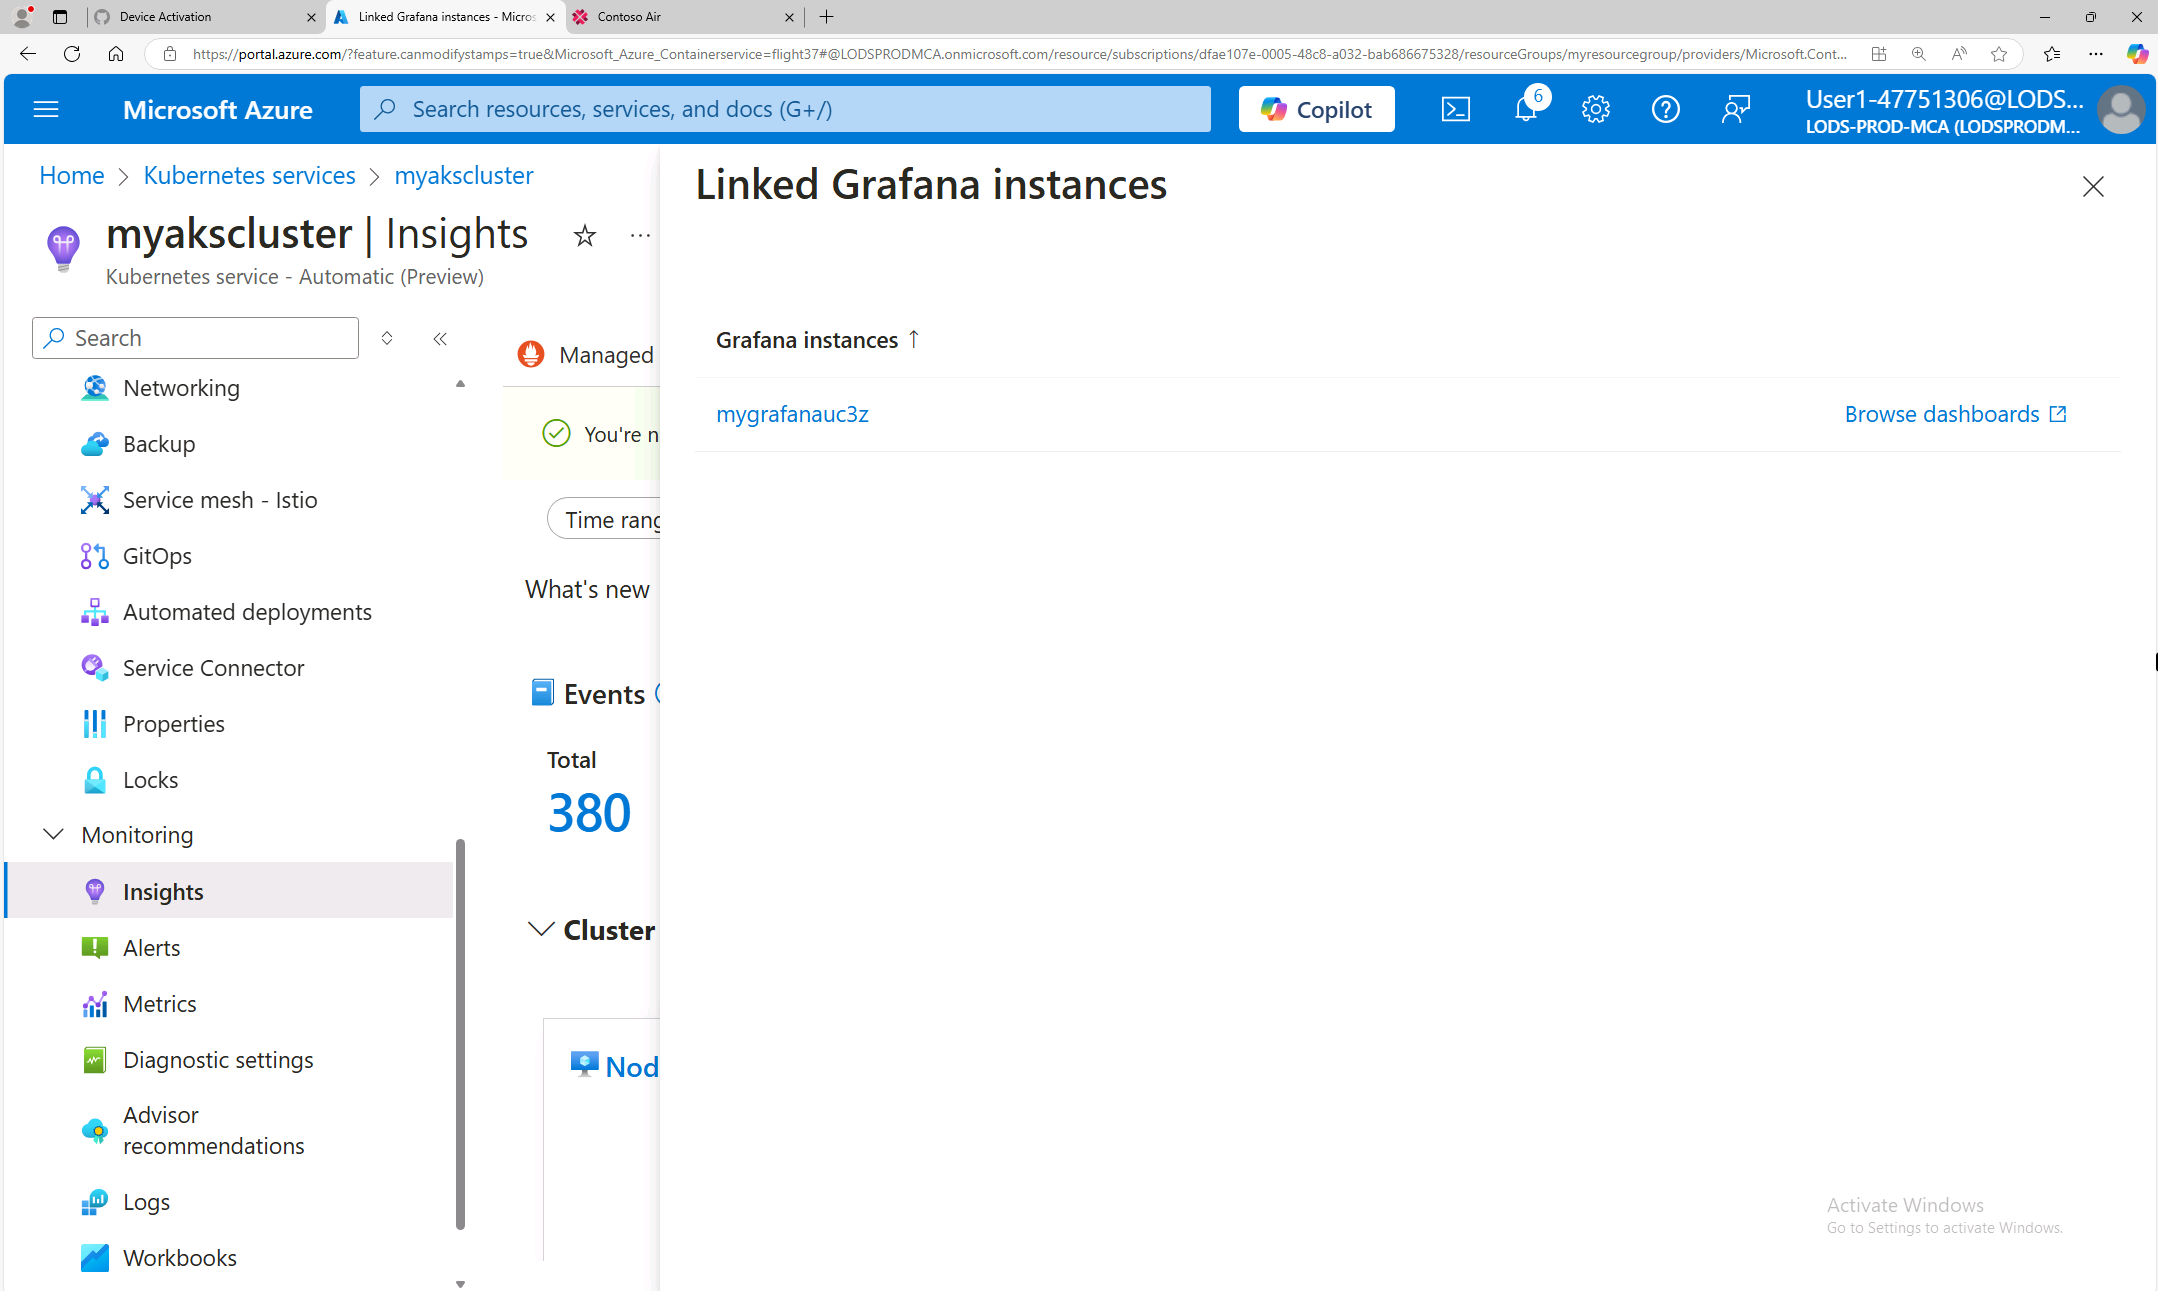 Device Activation
Linked Grafana instances - Micros
Contoso Air
https://portal.azure.com/?feature.canmodifystamps=true&Microsoft_Azure_Containerservice=flight37#@LODSPRODMCA.onmicrosoft.com/resource/subscriptions/dfae107e-0005-48c8-a032-bab686675328/resourceGroups/myresourcegroup/providers/Microsoft.Cont...
Microsoft Azure
Search resources, services, and docs (G+/)
Copilot
6
User1-47751306@LODS...
LODS-PROD-MCA (LODSPRODM...
Home > Kubernetes services > myakscluster
myakscluster | Insights
Kubernetes service - Automatic (Preview)
Search
Networking
Backup
Service mesh - Istio
GitOps
Automated deployments
Service Connector
Properties
Locks
Monitoring
Insights
Alerts
Metrics
Diagnostic settings
Advisor
recommendations
Logs
Workbooks
Managed
You're n
Time rang
What's new
Events
Total
380
Cluster
Nod
Linked Grafana instances
Grafana instances ↑
mygrafanauc3z
Browse dashboards
Activate Windows
Go to Settings to activate Windows.